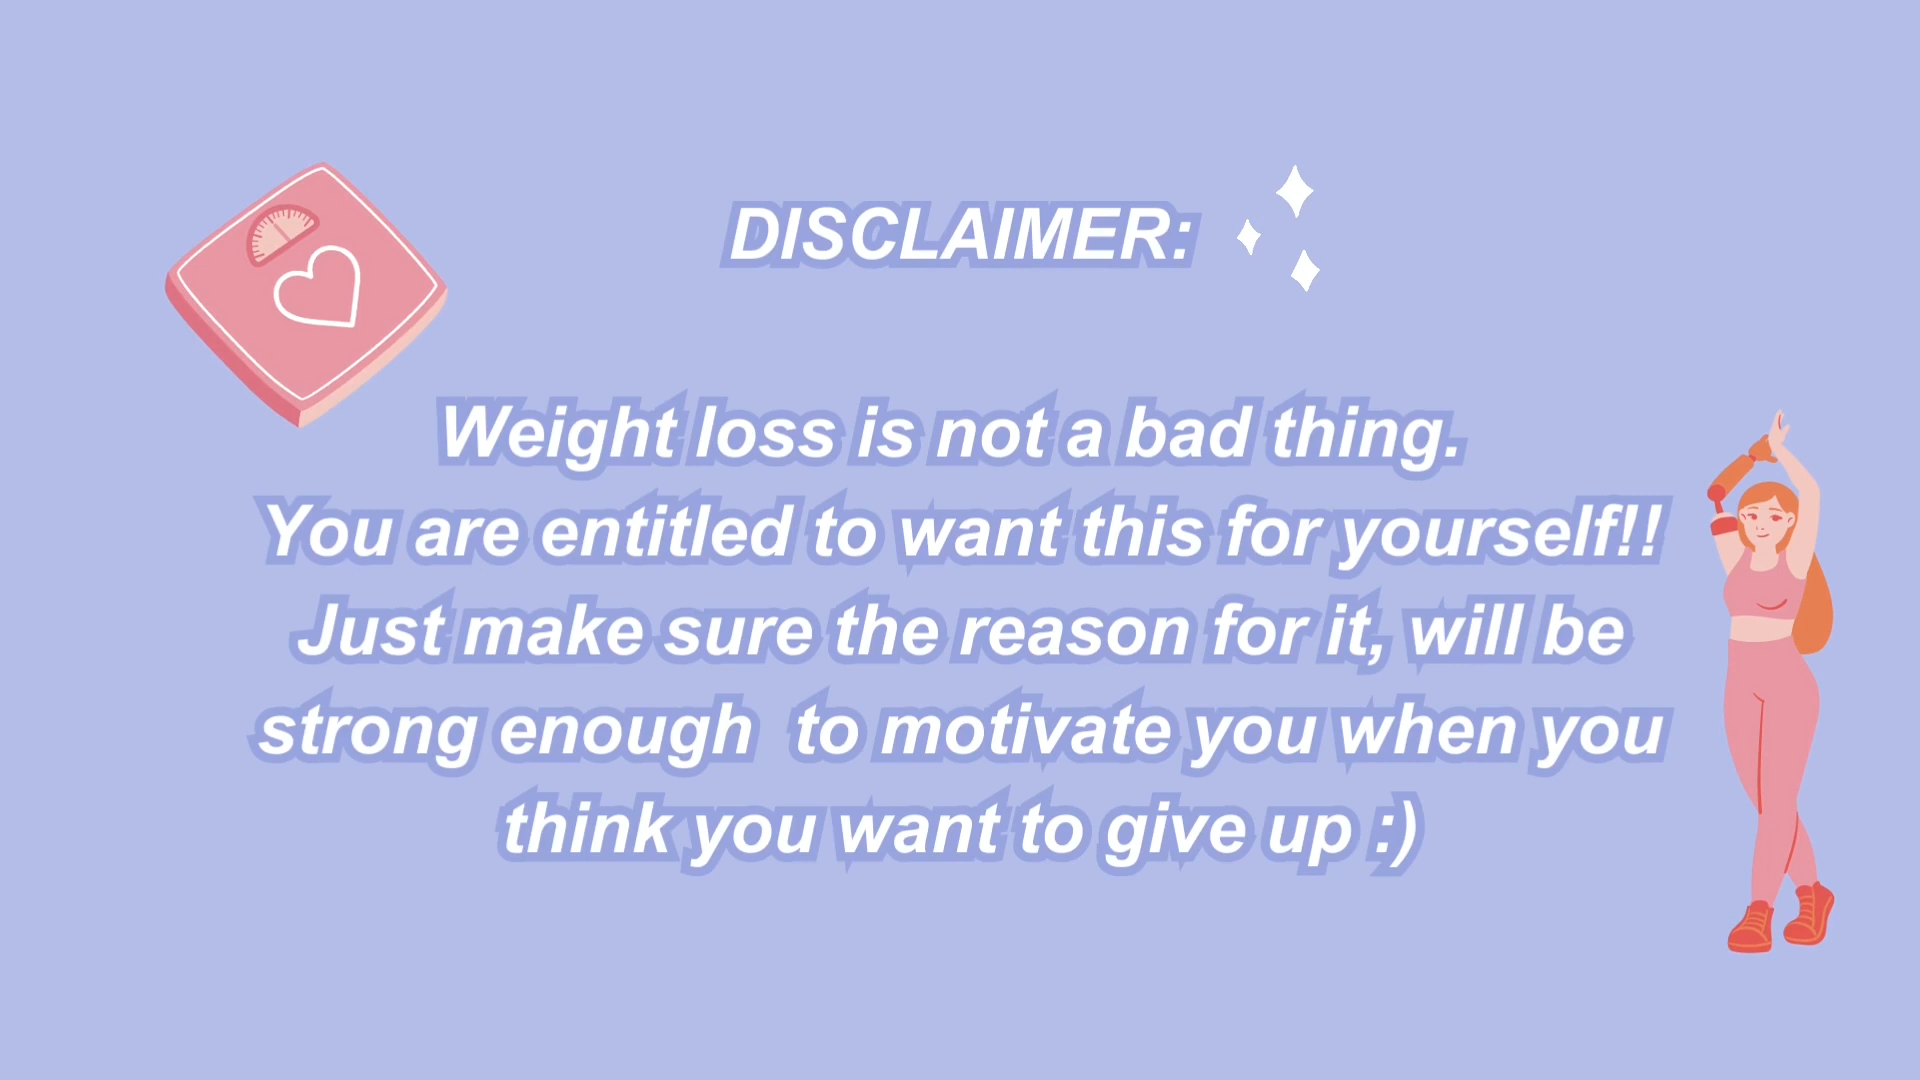 DISCLAIMER:
Weight loss is not a bad thing.
You are entitled to want this for yourself!!
Just make sure the reason for it, will be
strong enough  to motivate you when you
think you want to give up :)